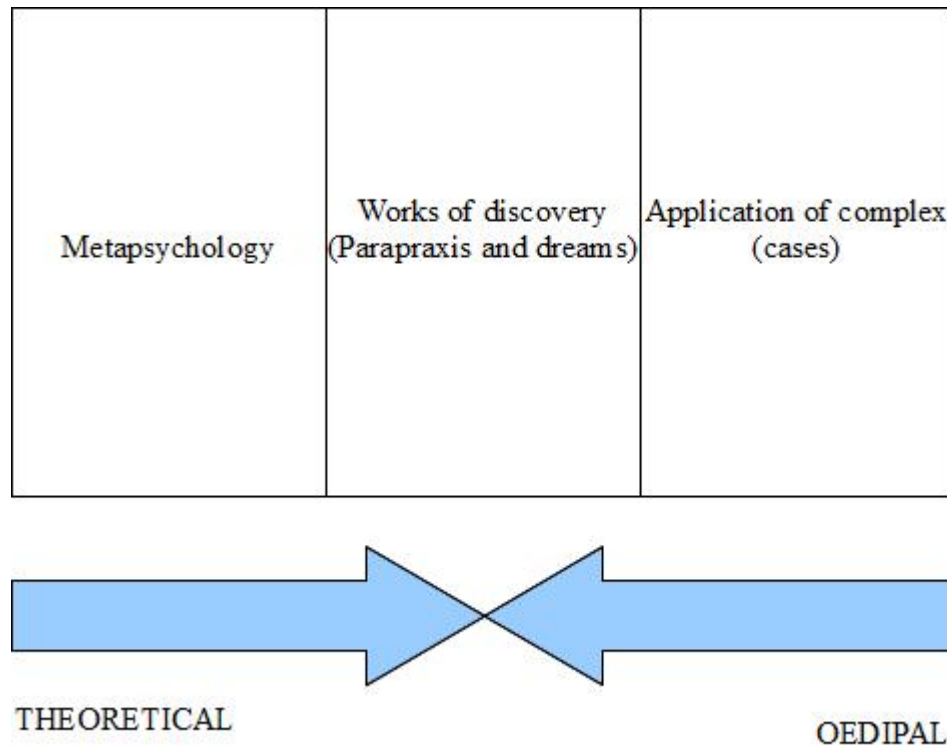 Metapsychology
Works of discovery
(Parapraxis and dreams)
Application of complex
(cases)
THEORETICAL
OEDIPAL